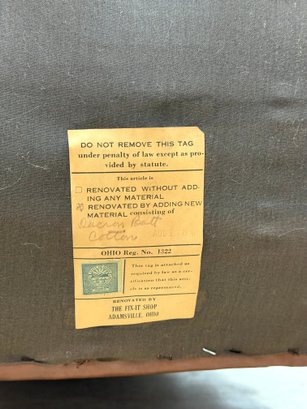 DO NOT REMOVE THIS TAG
under penalty of law except as pro-
vided by statute.
This article is
RENOVATED WITHOUT ADD-
ING ANY MATERIAL
RENOVATED BY ADDING NEW
MATERIAL consisting of
Dacron Batt
Cotton
OHIO Reg. No. 1322
This tag is attached as
required by law as a cer-
tification that this arti-
cle is as represented.
RENOVATED BY
THE FIX-IT SHOP
ADAMSVILLE, OHIO